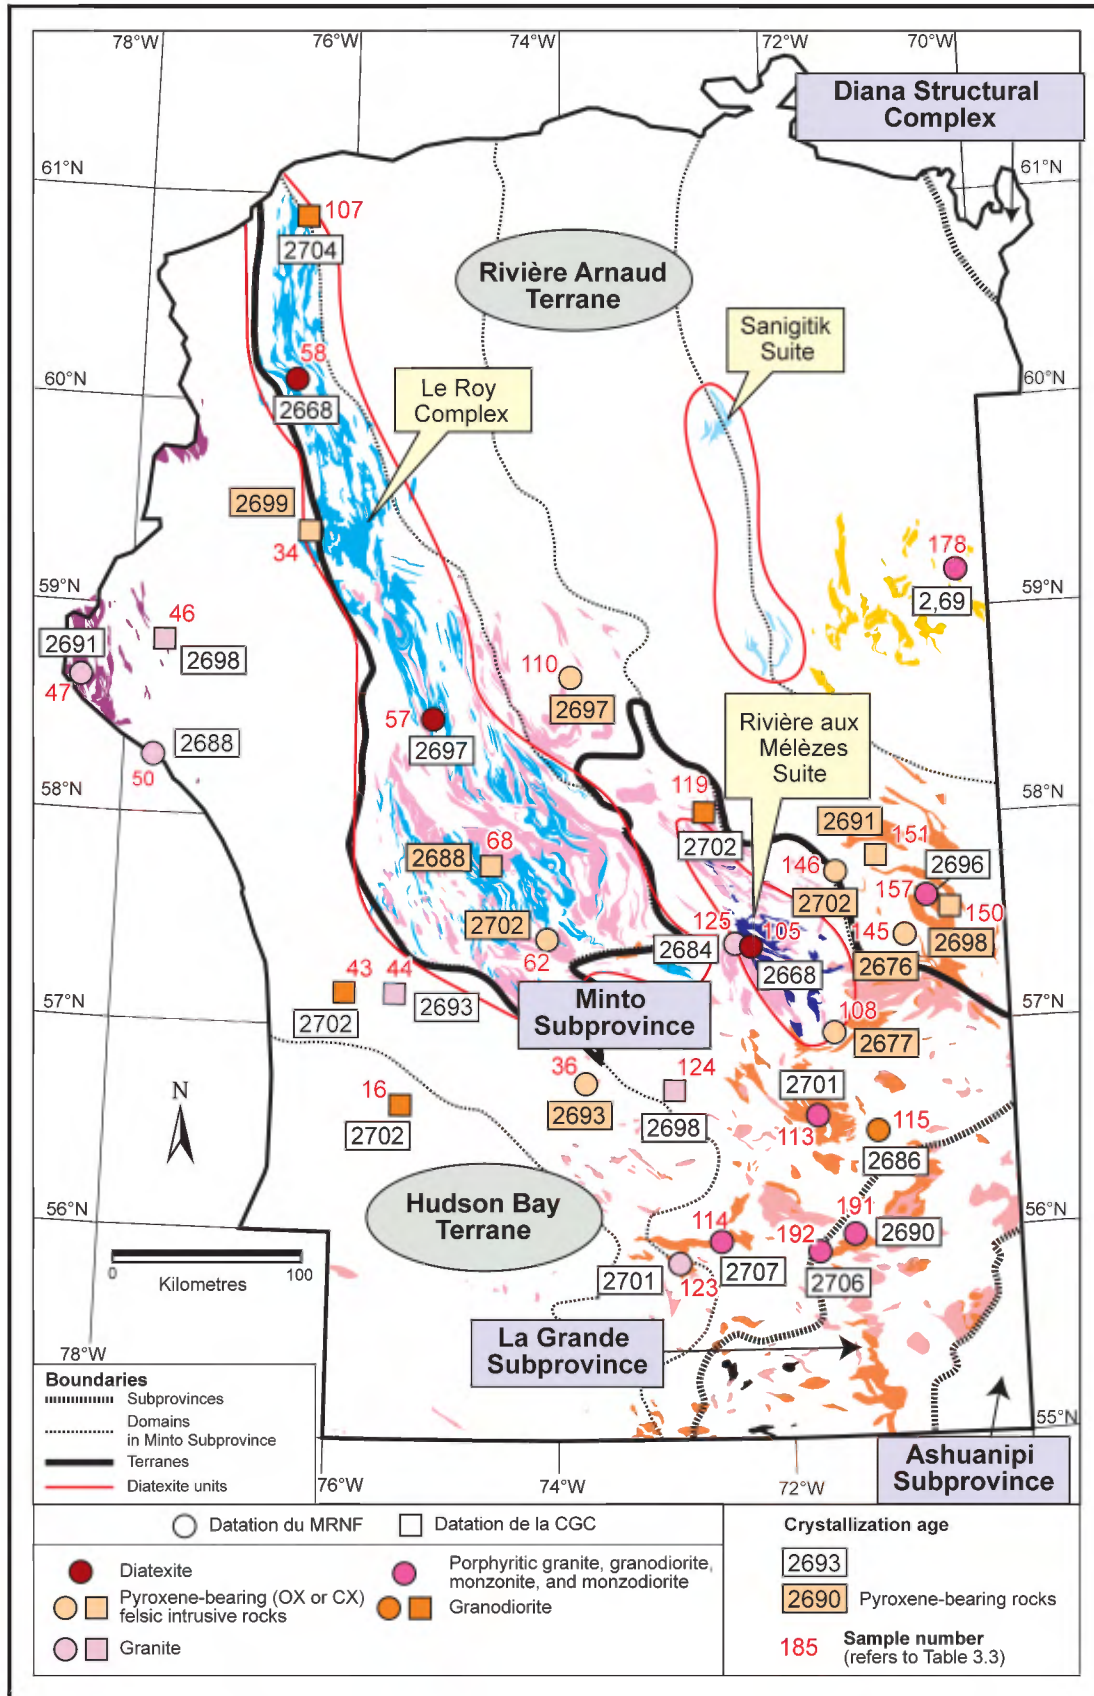 78°W
76°W
74°W
72°W
70°W
Diana Structural
Complex
61°N
61°N
107
2704
Rivière Arnaud
Terrane
Sanigitik
Suite
58
2668
60°N
60°N
Le Roy
Complex
2699
34
178
2,69
59°N
59°N
46
2691
2698
47
110
2697
57
2697
Rivière aux
Mélèzes
Suite
2688
50
58°N
58°N
119
2702
2691
151
2696
68
2688
146
2702
157
150
2698
2702
62
125
105
145
2684
2668
2676
43
44
2702
2693
57°N
57°N
Minto
Subprovince
108
2677
N
36
2693
124
2698
2701
113
115
2686
16
2702
Hudson Bay
Terrane
56°N
56°N
114
2707
192
191
2690
2701
123
2706
0
100
Kilometres
La Grande
Subprovince
78°W
55°N
76°W
74°W
72°W
Ashuanipi
Subprovince
Boundaries
Subprovinces
Domains
in Minto Subprovince
Terranes
Diatexite units
Datation du MRNF
Datation de la CGC
Diatexite
Pyroxene-bearing (OX or CX)
felsic intrusive rocks
Granite
Porphyritic granite, granodiorite,
monzonite, and monzodiorite
Granodiorite
Crystallization age
2693
2690 Pyroxene-bearing rocks
185 Sample number
(refers to Table 3.3)